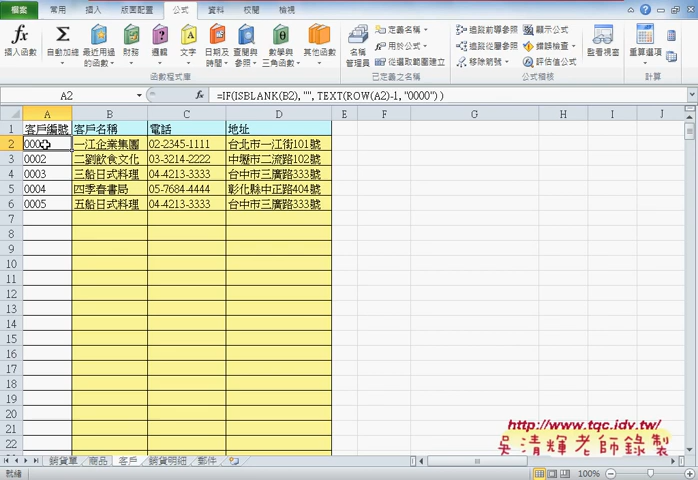 檔案 常用 插入 版面配置 公式 資料 校閱 檢視
fx 插入函數
Σ 自動加總
最近用過的
財務
邏輯
A 文字
日期及時間
查閱與參照
數學與三角函數
其他函數
函數程式庫
名稱管理員
定義名稱
用於公式
從選取範圍建立
已定義之名稱
追蹤前導參照
追蹤從屬參照
移除箭號
顯示公式
錯誤檢查
評估值公式
公式稽核
監看視窗
重算選項
計算
A2 fx =IF(ISBLANK(B2),"",TEXT(ROW(A2)-1,"0000"))
A B C D E F G H I J
1 客戶編號 客戶名稱 電話 地址
2 0001 一江企業集團 02-2345-1111 台北市一江街101號
3 0002 二劉飲食文化 03-3214-2222 中壢市二流路102號
4 0003 三船日式料理 04-4213-3333 台中市三廣路333號
5 0004 四季春書局 05-7684-4444 彰化縣中正路404號
6 0005 五船日式料理 04-4213-3333 台中市三廣路333號
7
8
9
10
11
12
13
14
15
16
17
18
19
20
21
22
http://www.tqc.idv.tw/
吳清輝老師錄製
銷貨單 商品 客戶 銷貨明細 郵件
就緒 100%